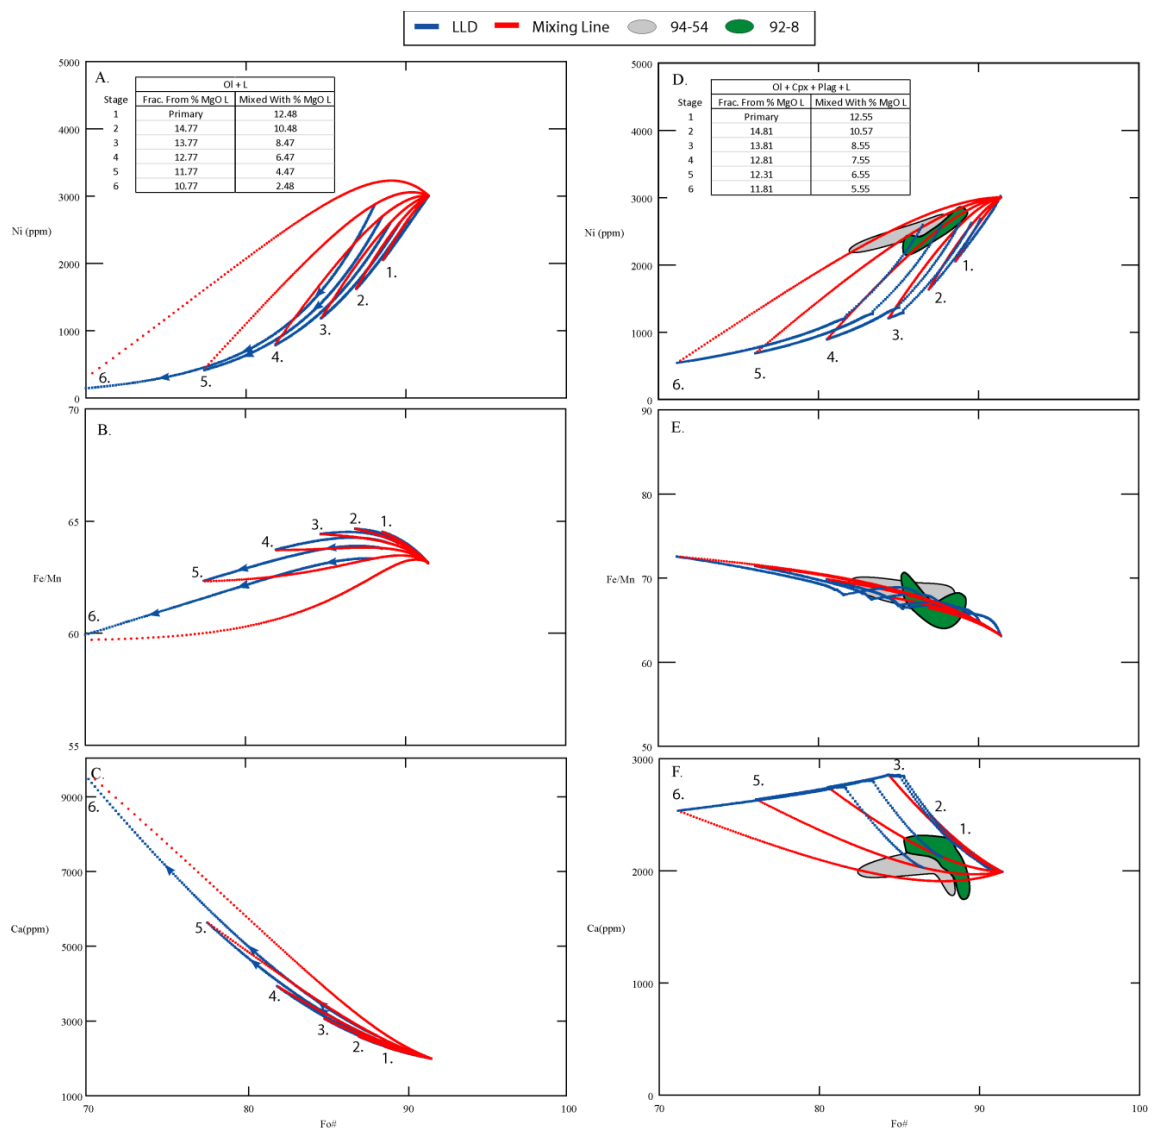 LLD Mixing Line 94-54 92-8
A.
Ol + L
Stage Frac. From % MgO L Mixed With % MgO L
1 Primary 12.48
2 14.77 10.48
3 13.77 8.47
4 12.77 6.47
5 11.77 4.47
6 10.77 2.48
5000
4000
3000
Ni (ppm)
2000
1000
0
1.
2.
3.
4.
5.
6.
D.
Ol + Cpx + Plag + L
Stage Frac. From % MgO L Mixed With % MgO L
1 Primary 12.55
2 14.81 10.57
3 13.81 8.55
4 12.81 7.55
5 12.31 6.55
6 11.81 5.55
5000
4000
3000
Ni (ppm)
2000
1000
0
1.
2.
3.
4.
5.
6.
B.
70
65
Fe/Mn
60
55
1.
2.
3.
4.
5.
6.
E.
90
80
Fe/Mn
70
60
50
C.
9000
7000
Ca(ppm)
5000
3000
1000
6.
5.
4.
3.
2.
1.
70 80 90 100
Fo#
F.
3000
2000
Ca(ppm)
1000
0
6.
5.
3.
2.
1.
70 80 90 100
Fo#